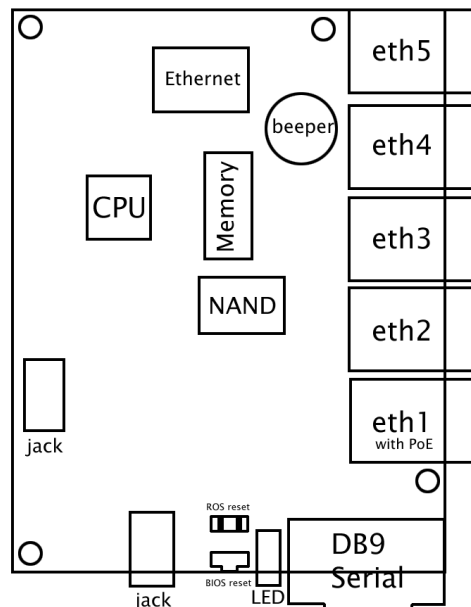 eth5
Ethernet
beeper
eth4
Memory
CPU
eth3
NAND
eth2
eth1
with PoE
jack
ROS reset
DB9
Serial
BIOS reset
LED
jack